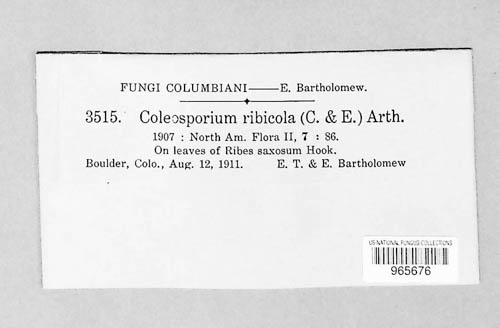 FUNGI COLUMBIANI——E. Bartholomew.
3515. Coleosporium ribicola (C. & E.) Arth.
1907 : North Am. Flora II, 7 : 86.
On leaves of Ribes saxosum Hook.
Boulder, Colo., Aug. 12, 1911. E. T. & E. Bartholomew
US NATIONAL FUNGUS COLLECTIONS
965676